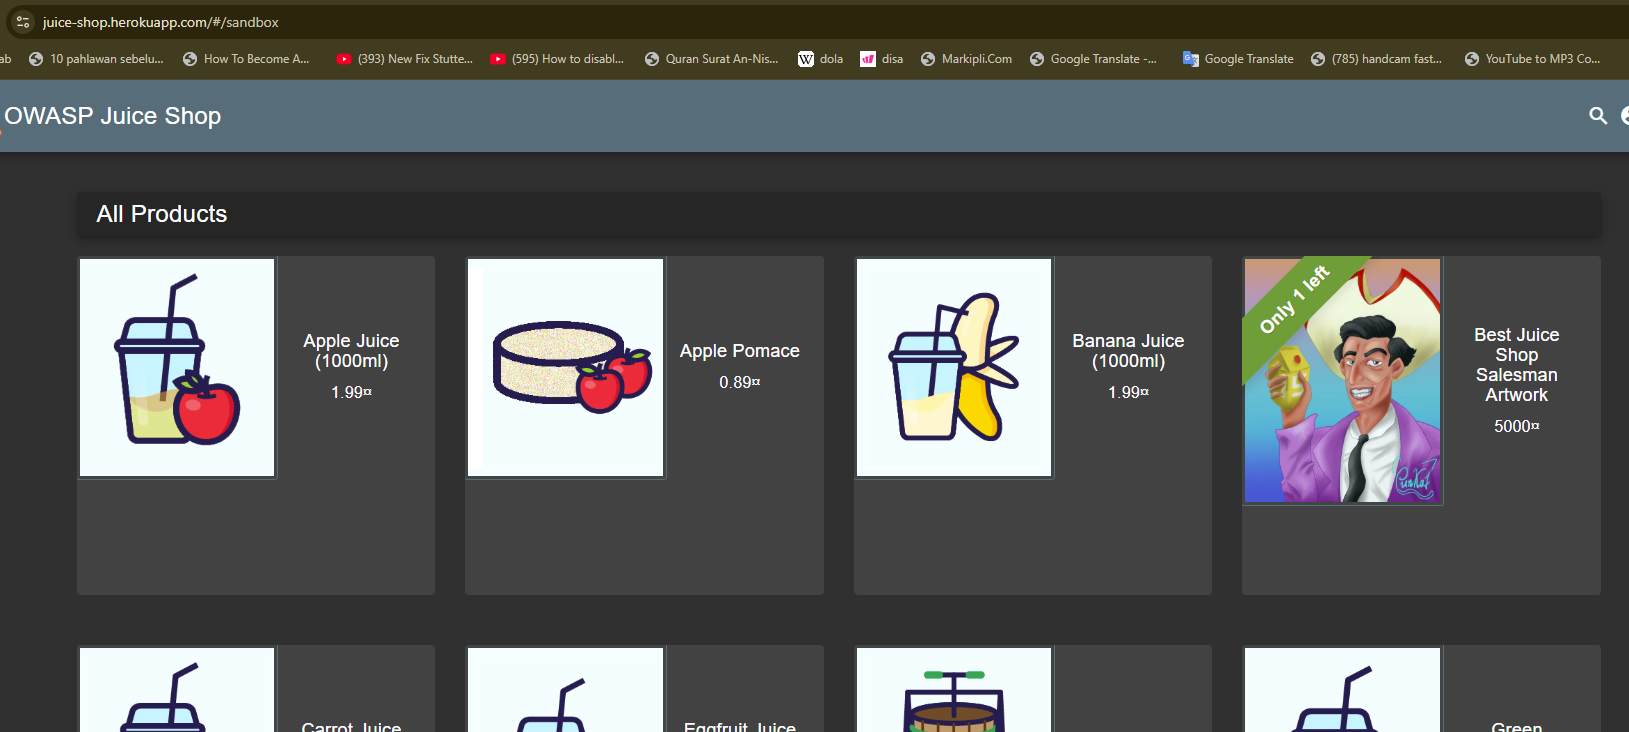 juice-shop.herokuapp.com/#/sandbox
ab 10 pahlawan sebelu... How To Become A... (393) New Fix Stutte... (595) How to disabl... Quran Surat An-Nis... dola disa Markipli.Com Google Translate -... Google Translate (785) handcam fast... YouTube to MP3 Co...
OWASP Juice Shop
All Products
Apple Juice
(1000ml)
1.99¤
Apple Pomace
0.89¤
Banana Juice
(1000ml)
1.99¤
Only 1 left
Best Juice
Shop
Salesman
Artwork
5000¤
Carrot Juice
Eggfruit Juice
Green